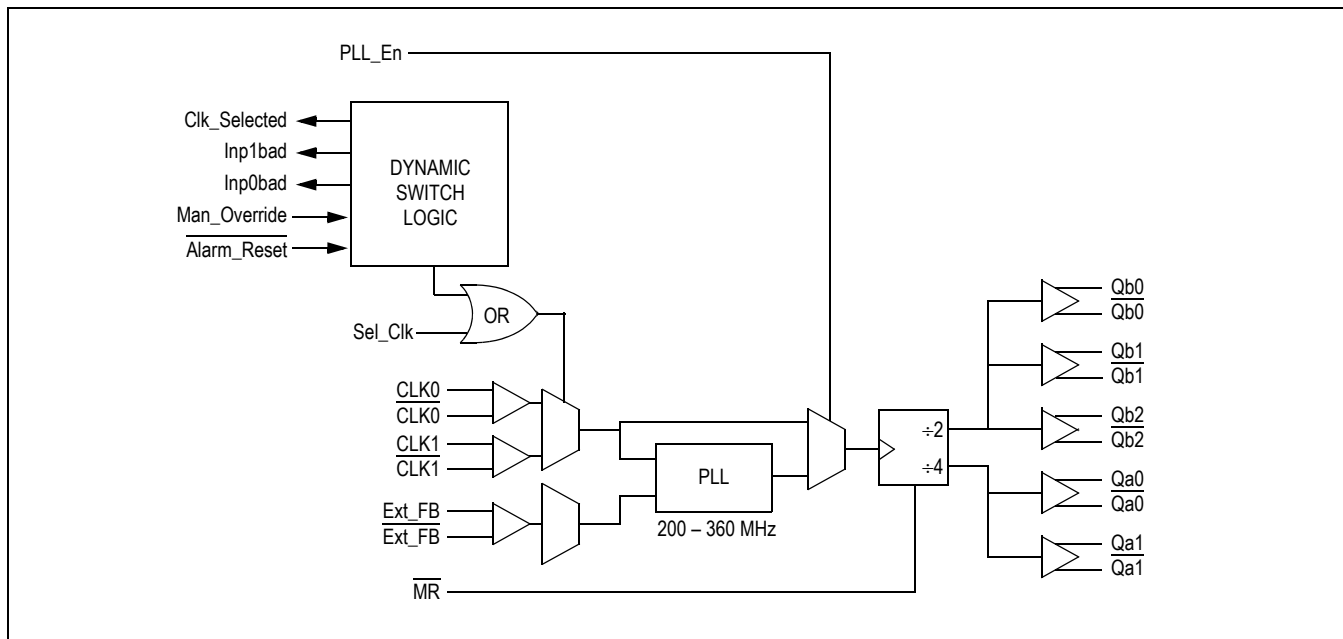 PLL_En
Clk_Selected
Inp1bad
Inp0bad
Man_Override
Alarm_Reset
DYNAMIC
SWITCH
LOGIC
OR
Sel_Clk
CLK0
CLK0
CLK1
CLK1
Ext_FB
Ext_FB
PLL
200 – 360 MHz
MR
÷2
÷4
Qb0
Qb0
Qb1
Qb1
Qb2
Qb2
Qa0
Qa0
Qa1
Qa1